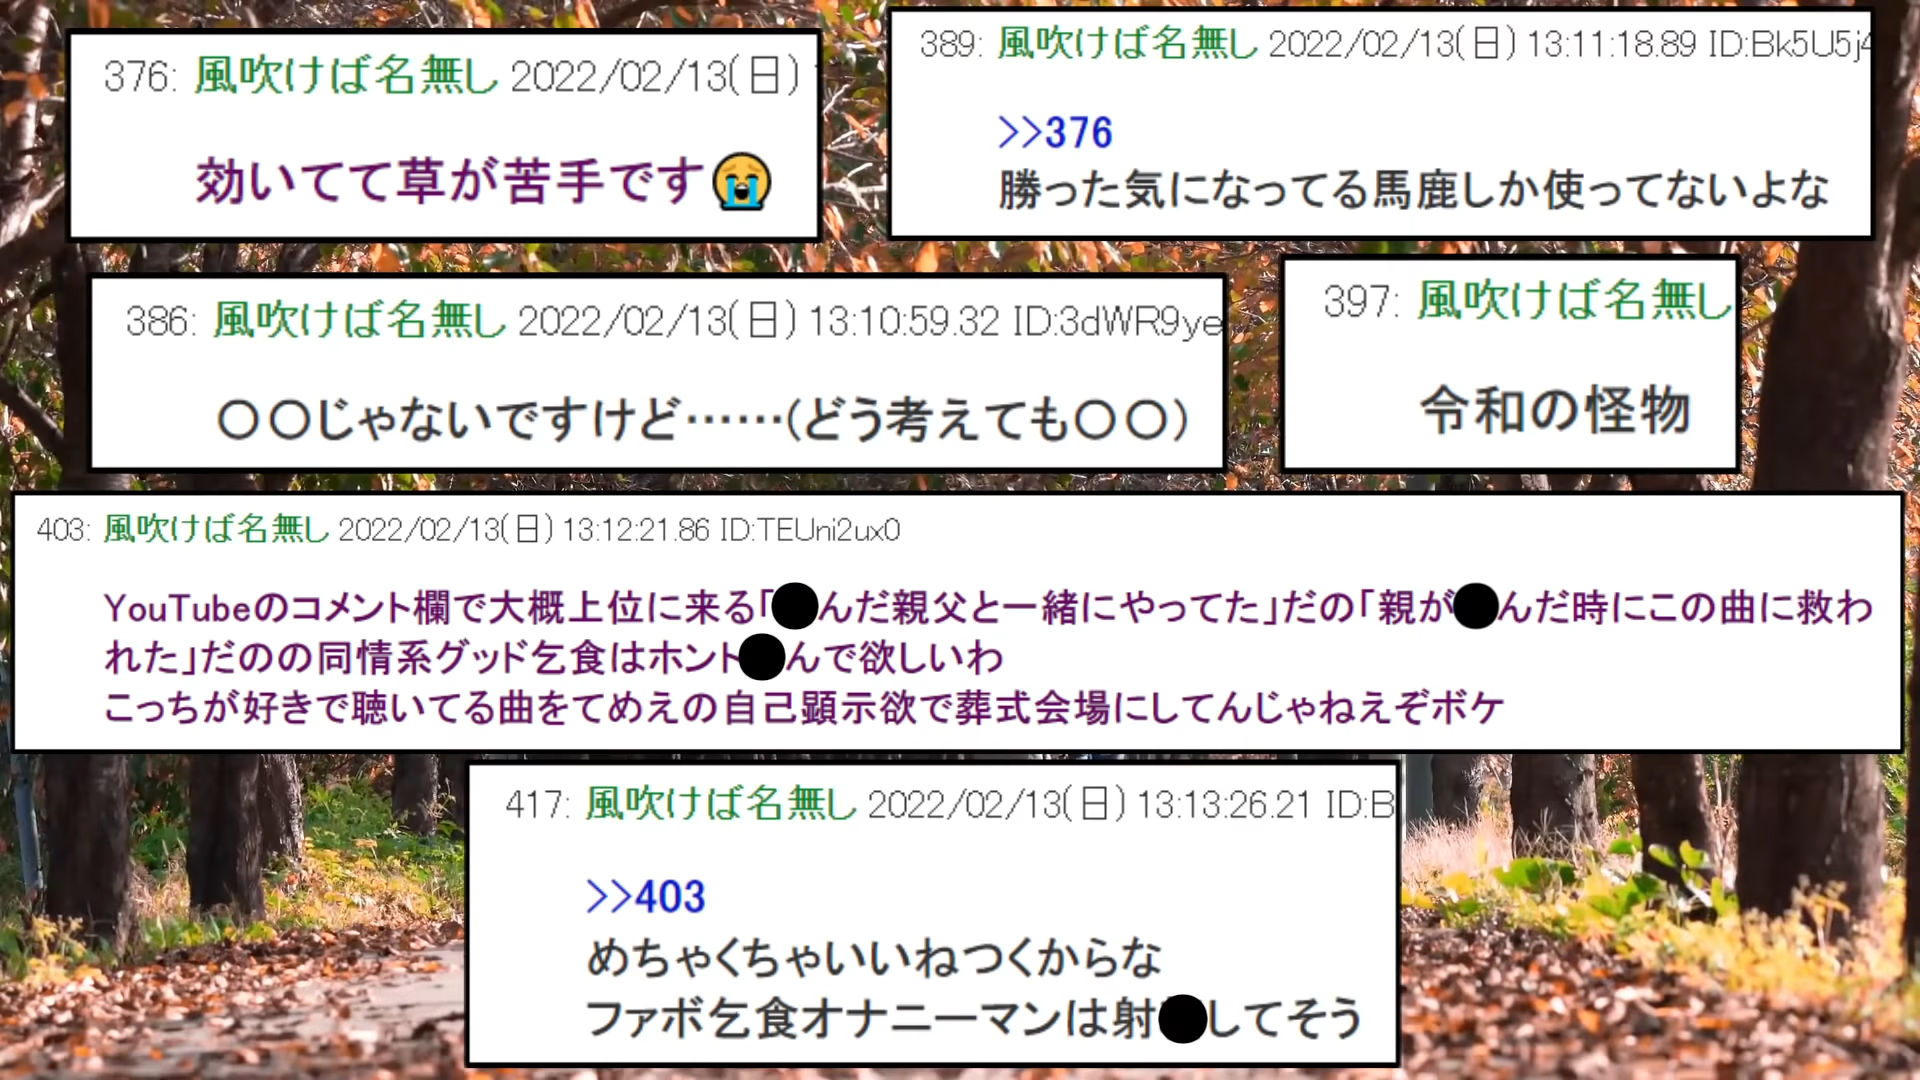 376: 風吹けば名無し 2022/02/13(日)
効いてて草が苦手です😭
389: 風吹けば名無し 2022/02/13(日) 13:11:18.89 ID:Bk5U5j4
>>376
勝った気になってる馬鹿しか使ってないよな
386: 風吹けば名無し 2022/02/13(日) 13:10:59.32 ID:3dWR9ye
〇〇じゃないですけど……(どう考えても〇〇)
397: 風吹けば名無し
令和の怪物
403: 風吹けば名無し 2022/02/13(日) 13:12:21.86 ID:TEUni2ux0
YouTubeのコメント欄で大概上位に来る「●んだ親父と一緒にやってた」だの「親が●んだ時にこの曲に救わ
れた」だのの同情系グッド乞食はホント●んで欲しいわ
こっちが好きで聴いてる曲をてめえの自己顕示欲で葬式会場にしてんじゃねえぞボケ
417: 風吹けば名無し 2022/02/13(日) 13:13:26.21 ID:B
>>403
めちゃくちゃいいねつくからな
ファボ乞食オナニーマンは射●してそう